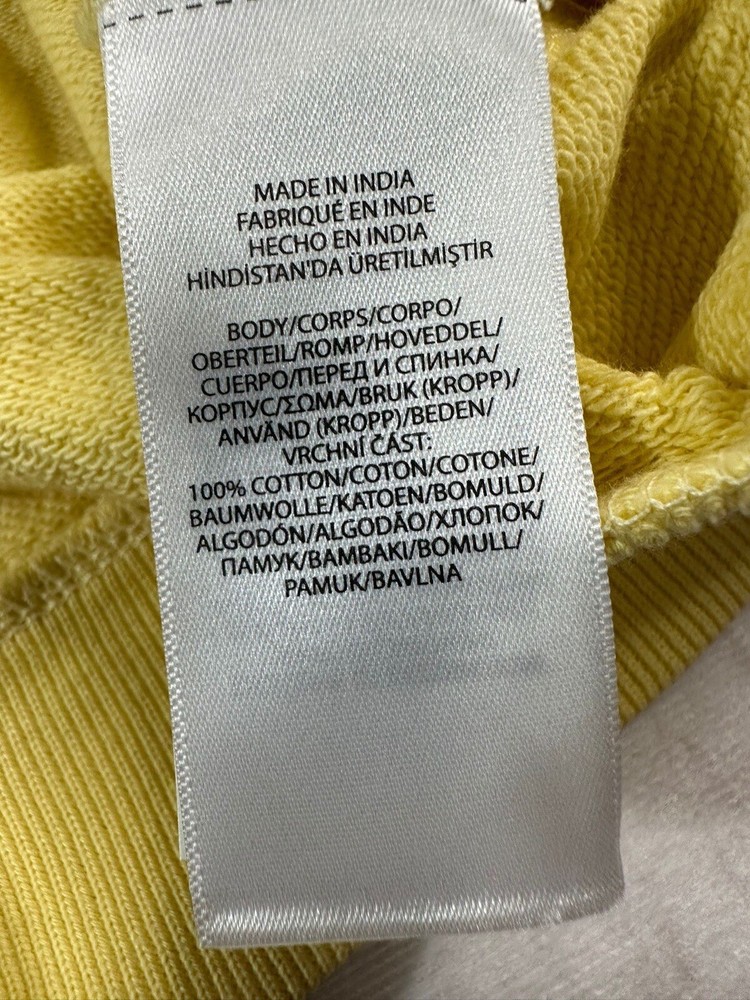 MADE IN INDIA
FABRIQUÉ EN INDE
HECHO EN INDIA
HİNDİSTAN'DA ÜRETİLMİŞTİR
BODY/CORPS/CORPO/
OBERTEIL/ROMP/HOVEDDEL/
CUERPO/ПЕРЕД И СПИНКА/
КОРПУС/ΣΩΜΑ/BRUK (KROPP)/
ANVÄND (KROPP)/BEDEN/
VRCHNÍ ČÁST:
100% COTTON/COTON/COTONE/
BAUMWOLLE/KATOEN/BOMULD/
ALGODÓN/ALGODÃO/ХЛОПОК/
ПАМУК/BAMBAKI/BOMULL/
PAMUK/BAVLNA